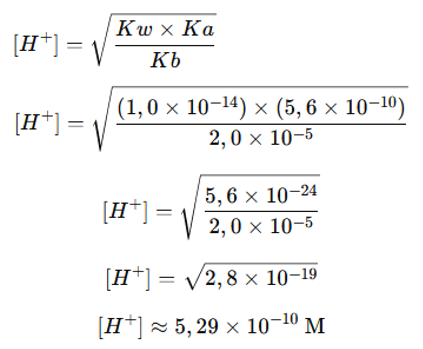 [H⁺] = √((Kw × Ka) / Kb)
[H⁺] = √(((1,0 × 10⁻¹⁴) × (5,6 × 10⁻¹⁰)) / (2,0 × 10⁻⁵))
[H⁺] = √((5,6 × 10⁻²⁴) / (2,0 × 10⁻⁵))
[H⁺] = √(2,8 × 10⁻¹⁹)
[H⁺] ≈ 5,29 × 10⁻¹⁰ M